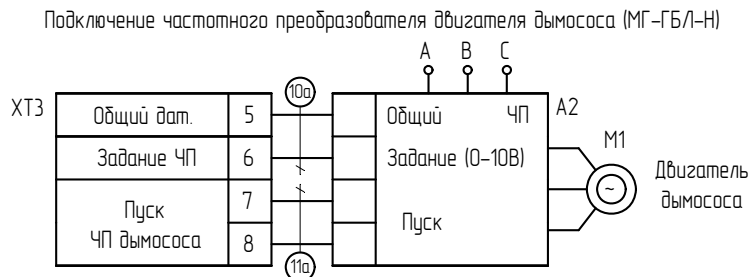 Подключение частотного преобразователя двигателя дымососа (МГ-ГБЛ-Н)
А В С
ХТ3
Общий дат. 5
10а
Общий ЧП
А2
Задание ЧП 6
Задание (0-10В)
М1
Пуск
ЧП дымососа
7
8
Пуск
~
Двигатель
дымососа
11а